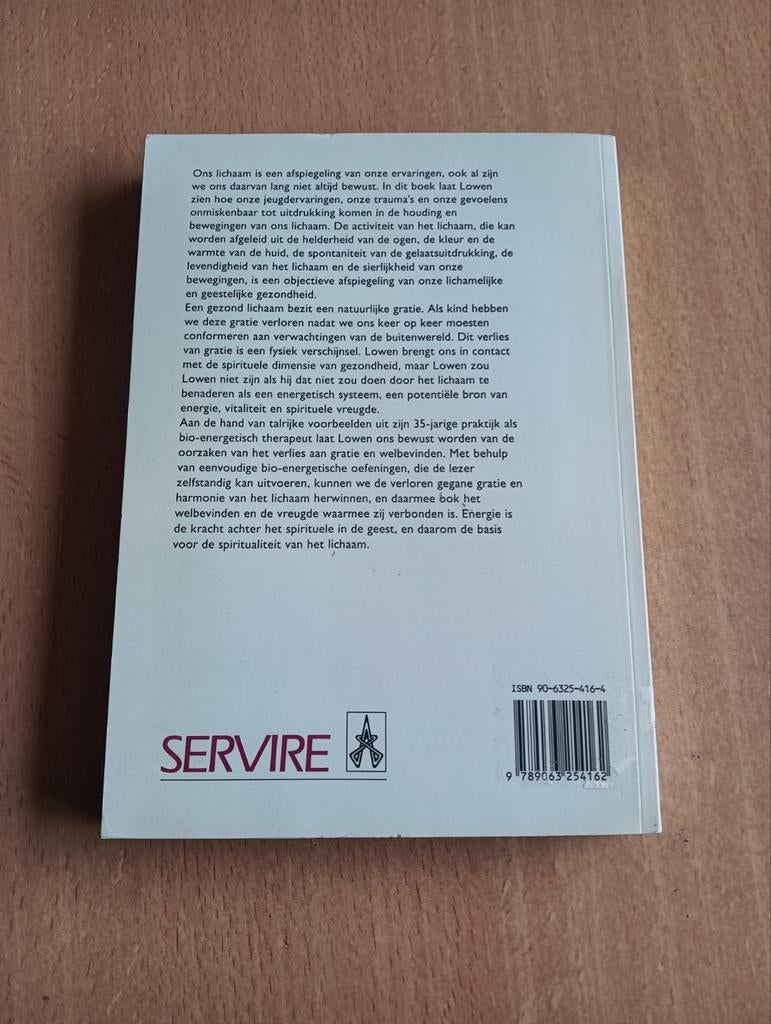 Ons lichaam is een afspiegeling van onze ervaringen, ook al zijn
we ons daarvan lang niet altijd bewust. In dit boek laat Lowen
zien hoe onze jeugdervaringen, onze trauma's en onze gevoelens
onmiskenbaar tot uitdrukking komen in de houding en
bewegingen van ons lichaam. De activiteit van het lichaam, die kan
worden afgeleid uit de helderheid van de ogen, de kleur en de
warmte van de huid, de spontaniteit van de gelaatsuitdrukking, de
levendigheid van het lichaam en de sierlijkheid van onze
bewegingen, is een objectieve afspiegeling van onze lichamelijke
en geestelijke gezondheid.
Een gezond lichaam bezit een natuurlijke gratie. Als kind hebben
we deze gratie verloren nadat we ons keer op keer moesten
conformeren aan verwachtingen van de buitenwereld. Dit verlies
van gratie is een fysiek verschijnsel. Lowen brengt ons in contact
met de spirituele dimensie van gezondheid, maar Lowen zou
Lowen niet zijn als hij dat niet zou doen door het lichaam te
benaderen als een energetisch systeem, een potentiële bron van
energie, vitaliteit en spirituele vreugde.
Aan de hand van talrijke voorbeelden uit zijn 35-jarige praktijk als
bio-energetisch therapeut laat Lowen ons bewust worden van de
oorzaken van het verlies aan gratie en welbevinden. Met behulp
van eenvoudige bio-energetische oefeningen, die de lezer
zelfstandig kan uitvoeren, kunnen we de verloren gegane gratie en
harmonie van het lichaam herwinnen, en daarmee ook het
welbevinden en de vreugde waarmee zij verbonden is. Energie is
de kracht achter het spirituele in de geest, en daarom de basis
voor de spiritualiteit van het lichaam.
ISBN 90-6325-416-4
SERVIRE
9 789063 254162